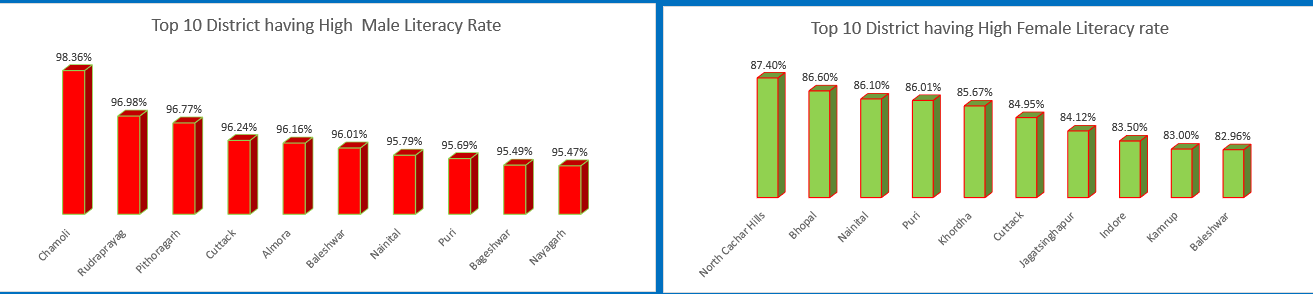 Top 10 District having High  Male Literacy Rate
98.36%
96.98%
96.77%
96.24%
96.16%
96.01%
95.79%
95.69%
95.49%
95.47%
Chamoli
Rudraprayag
Pithoragarh
Cuttack
Almora
Baleshwar
Nainital
Puri
Bageshwar
Nayagarh
Top 10 District having High Female Literacy rate
87.40%
86.60%
86.10%
86.01%
85.67%
84.95%
84.12%
83.50%
83.00%
82.96%
North Cachar Hills
Bhopal
Nainital
Puri
Khordha
Cuttack
Jagatsinghapur
Indore
Kamrup
Baleshwar